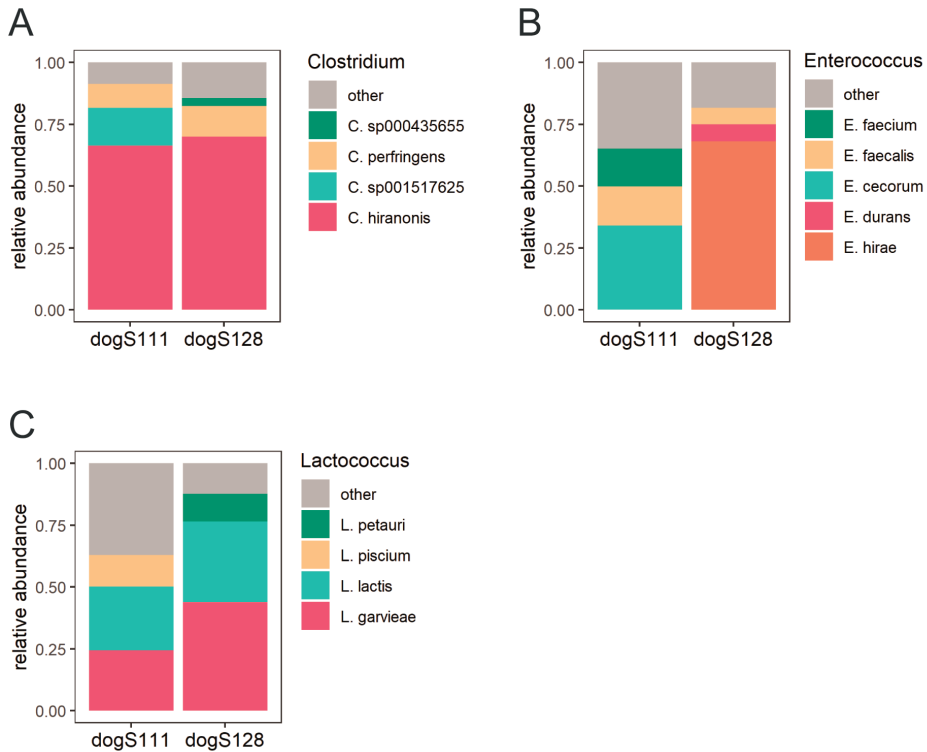 A
relative abundance
1.00
0.75
0.50
0.25
0.00
dogS111 dogS128
Clostridium
other
C. sp000435655
C. perfringens
C. sp001517625
C. hiranonis
B
relative abundance
1.00
0.75
0.50
0.25
0.00
dogS111 dogS128
Enterococcus
other
E. faecium
E. faecalis
E. cecorum
E. durans
E. hirae
C
relative abundance
1.00
0.75
0.50
0.25
0.00
dogS111 dogS128
Lactococcus
other
L. petauri
L. piscium
L. lactis
L. garvieae